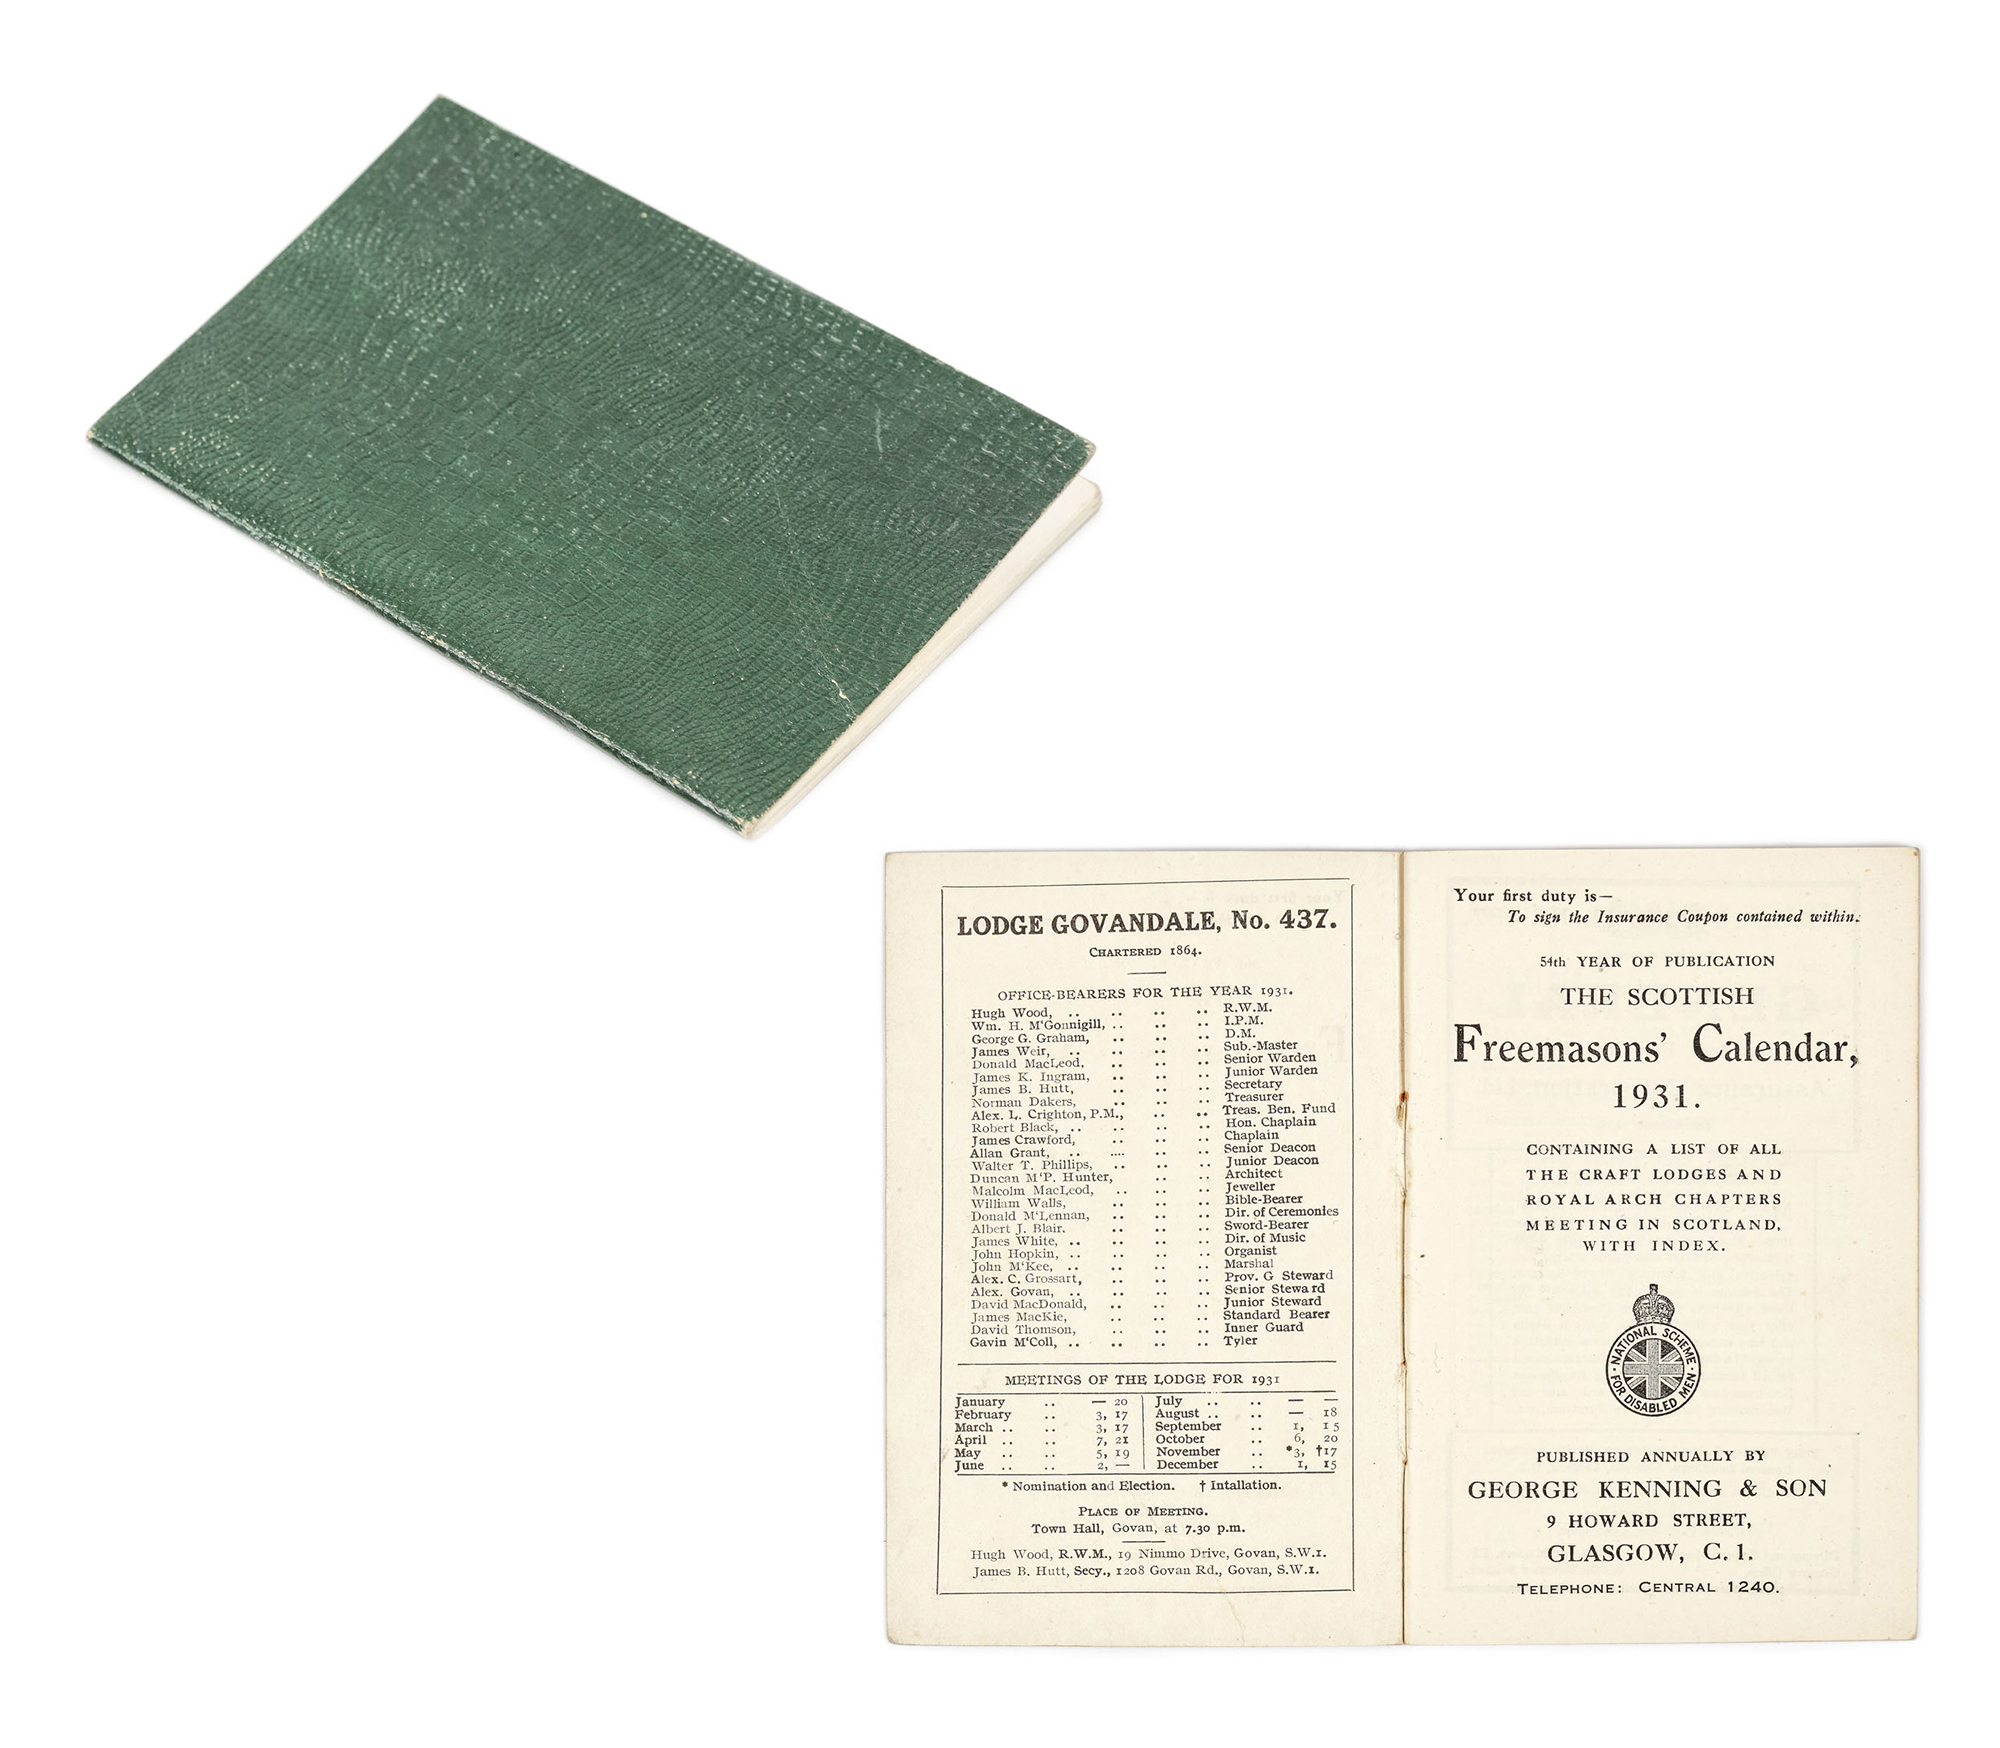 LODGE GOVANDALE, No. 437.
CHARTERED 1864.
OFFICE-BEARERS FOR THE YEAR 1931.
Hugh Wood, .. .. .. .. R.W.M.
Wm. H. M'Gonnigill, .. .. .. .. I.P.M.
George G. Graham, .. .. .. D.M.
James Weir, .. .. .. .. Sub.-Master
Donald MacLeod, .. .. .. Senior Warden
James K. Ingram, .. .. .. Junior Warden
James B. Hutt, .. .. .. Secretary
Norman Dakers, .. .. .. Treasurer
Alex. L. Crighton, P.M., .. .. Treas. Ben. Fund
Robert Black, .. .. .. .. Hon. Chaplain
James Crawford, .. .. .. Chaplain
Allan Grant, .. .... .. .. Senior Deacon
Walter T. Phillips, .. .. .. Junior Deacon
Duncan M'P. Hunter, .. .. Architect
Malcolm MacLeod, .. .. .. Jeweller
William Walls, .. .. .. Bible-Bearer
Donald M'Lennan, .. .. .. Dir. of Ceremonies
Albert J. Blair. .. .. .. Sword-Bearer
James White, .. .. .. .. Dir. of Music
John Hopkin, .. .. .. .. Organist
John M'Kee, .. .. .. .. Marshal
Alex. C. Grossart, .. .. .. Prov. G Steward
Alex. Govan, .. .. .. .. Senior Steward
David MacDonald, .. .. .. Junior Steward
James MacKie, .. .. .. Standard Bearer
David Thomson, .. .. .. Inner Guard
Gavin M'Coll, .. .. .. .. Tyler
MEETINGS OF THE LODGE FOR 1931
January .. — 20 July .. .. — —
February .. 3, 17 August .. .. — 18
March .. .. 3, 17 September .. 1, 15
April .. .. 7, 21 October .. 6, 20
May .. .. 5, 19 November .. *3, †17
June .. .. 2, — December .. 1, 15
* Nomination and Election. † Intallation.
PLACE OF MEETING.
Town Hall, Govan, at 7.30 p.m.
Hugh Wood, R.W.M., 19 Nimmo Drive, Govan, S.W.1.
James B. Hutt, Secy., 1208 Govan Rd., Govan, S.W.1.
Your first duty is—
To sign the Insurance Coupon contained within.
54th YEAR OF PUBLICATION
THE SCOTTISH
Freemasons' Calendar,
1931.
CONTAINING A LIST OF ALL
THE CRAFT LODGES AND
ROYAL ARCH CHAPTERS
MEETING IN SCOTLAND,
WITH INDEX.
NATIONAL SCHEME
FOR DISABLED MEN
PUBLISHED ANNUALLY BY
GEORGE KENNING & SON
9 HOWARD STREET,
GLASGOW, C. 1.
TELEPHONE: CENTRAL 1240.